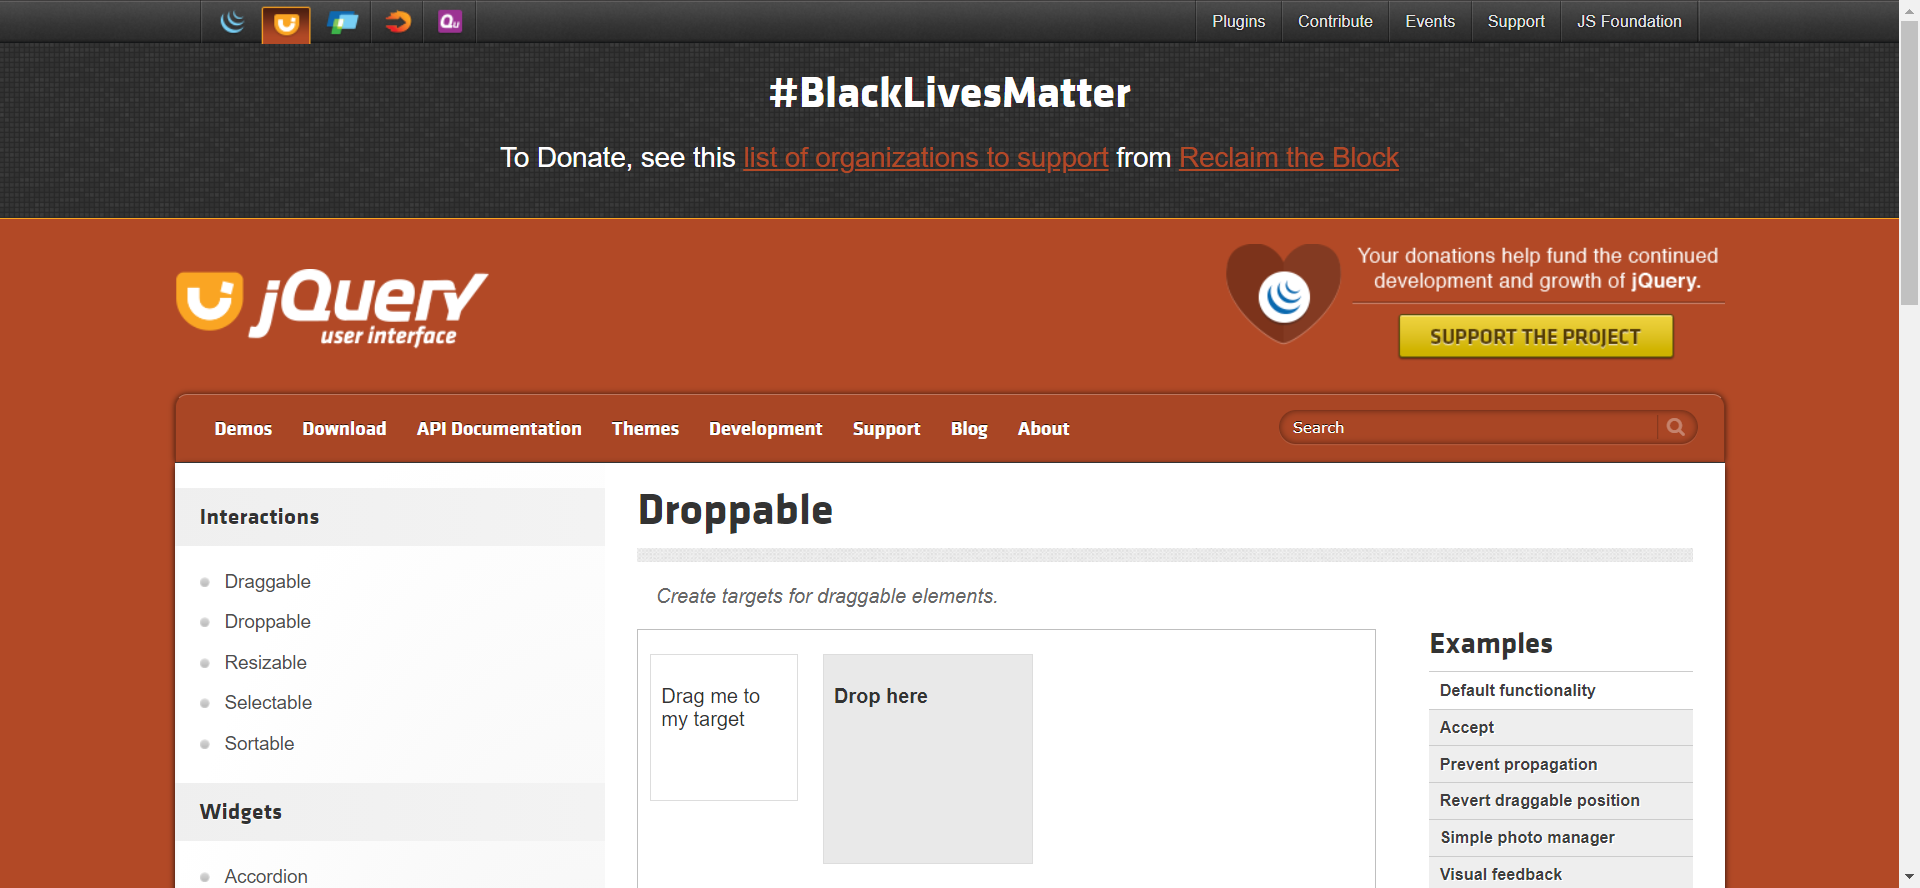 Qu
Plugins Contribute Events Support JS Foundation
#BlackLivesMatter
To Donate, see this list of organizations to support from Reclaim the Block
jQuery
user interface
Your donations help fund the continued
development and growth of jQuery.
SUPPORT THE PROJECT
Demos Download API Documentation Themes Development Support Blog About
Search
Interactions
Draggable
Droppable
Resizable
Selectable
Sortable
Widgets
Accordion
Droppable
Create targets for draggable elements.
Drag me to
my target
Drop here
Examples
Default functionality
Accept
Prevent propagation
Revert draggable position
Simple photo manager
Visual feedback